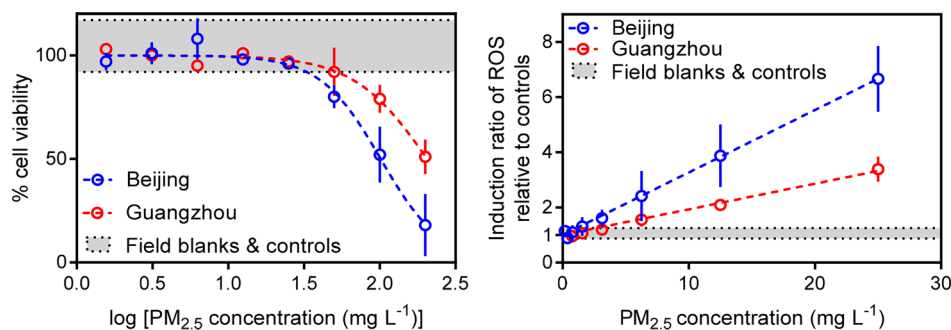 % cell viability
100
50
0
0.0 0.5 1.0 1.5 2.0 2.5
log [PM2.5 concentration (mg L-1)]
Beijing
Guangzhou
Field blanks & controls
Induction ratio of ROS
relative to controls
8
6
4
2
1
0
0 10 20 30
PM2.5 concentration (mg L-1)
Beijing
Guangzhou
Field blanks & controls